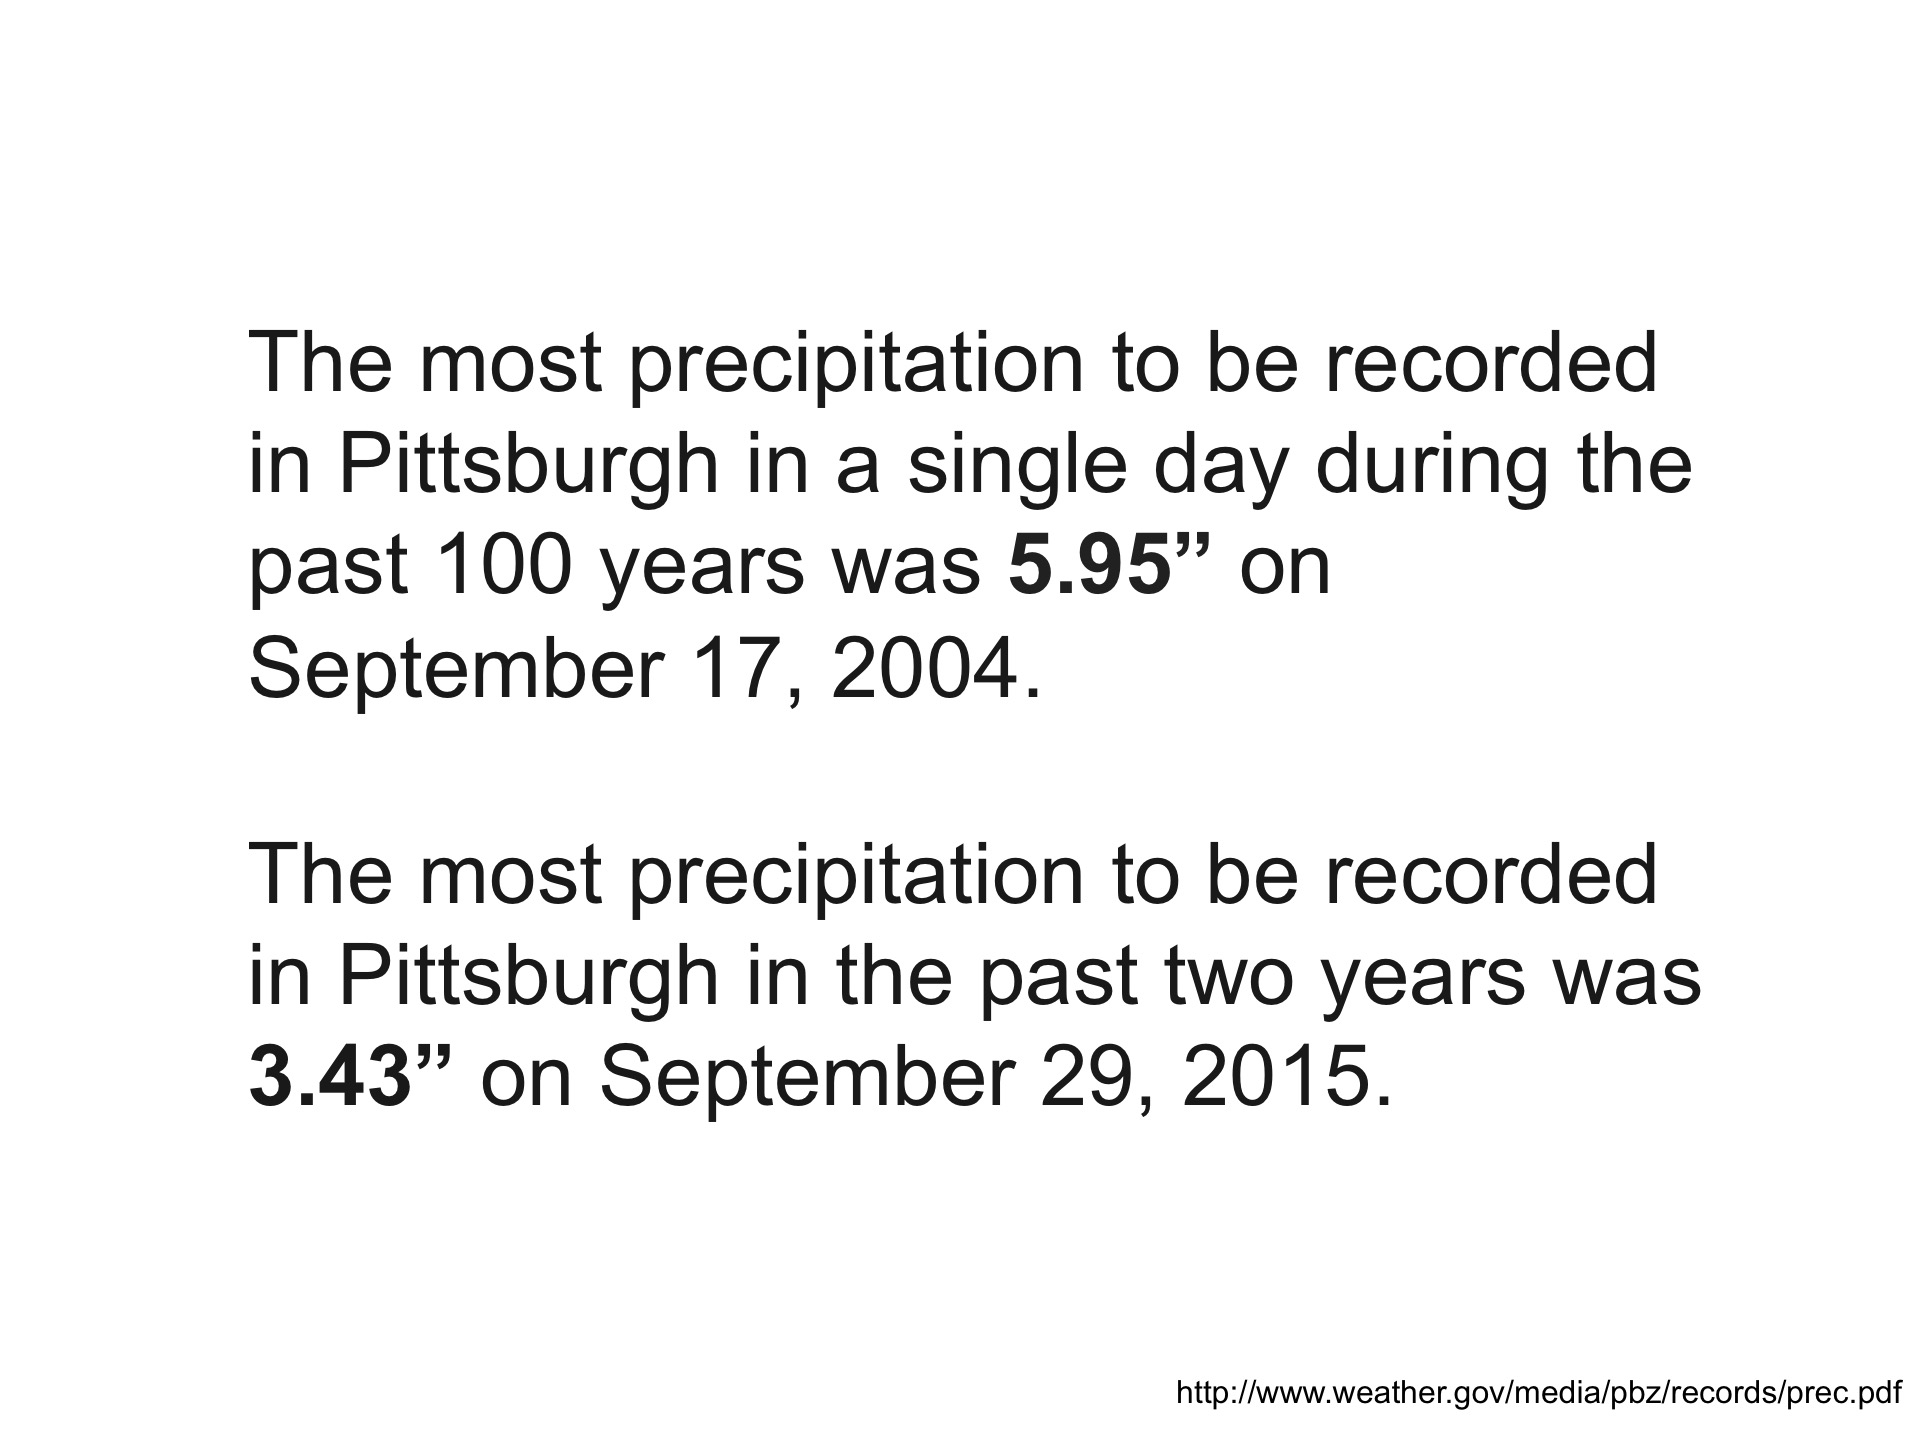 The most precipitation to be recorded
in Pittsburgh in a single day during the
past 100 years was 5.95” on
September 17, 2004.
The most precipitation to be recorded
in Pittsburgh in the past two years was
3.43” on September 29, 2015.
http://www.weather.gov/media/pbz/records/prec.pdf